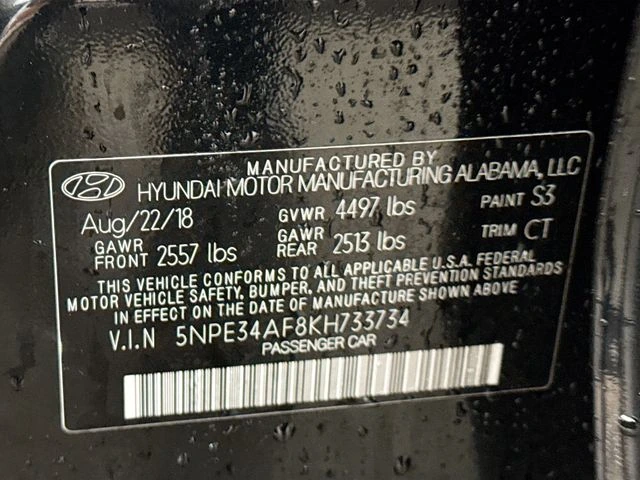 MANUFACTURED BY
HYUNDAI MOTOR MANUFACTURING ALABAMA, LLC
Aug/22/18 GVWR 4497 lbs PAINT S3
GAWR FRONT 2557 lbs GAWR REAR 2513 lbs TRIM CT
THIS VEHICLE CONFORMS TO ALL APPLICABLE U.S.A. FEDERAL
MOTOR VEHICLE SAFETY, BUMPER, AND THEFT PREVENTION STANDARDS
IN EFFECT ON THE DATE OF MANUFACTURE SHOWN ABOVE
V.I.N 5NPE34AF8KH733734
PASSENGER CAR